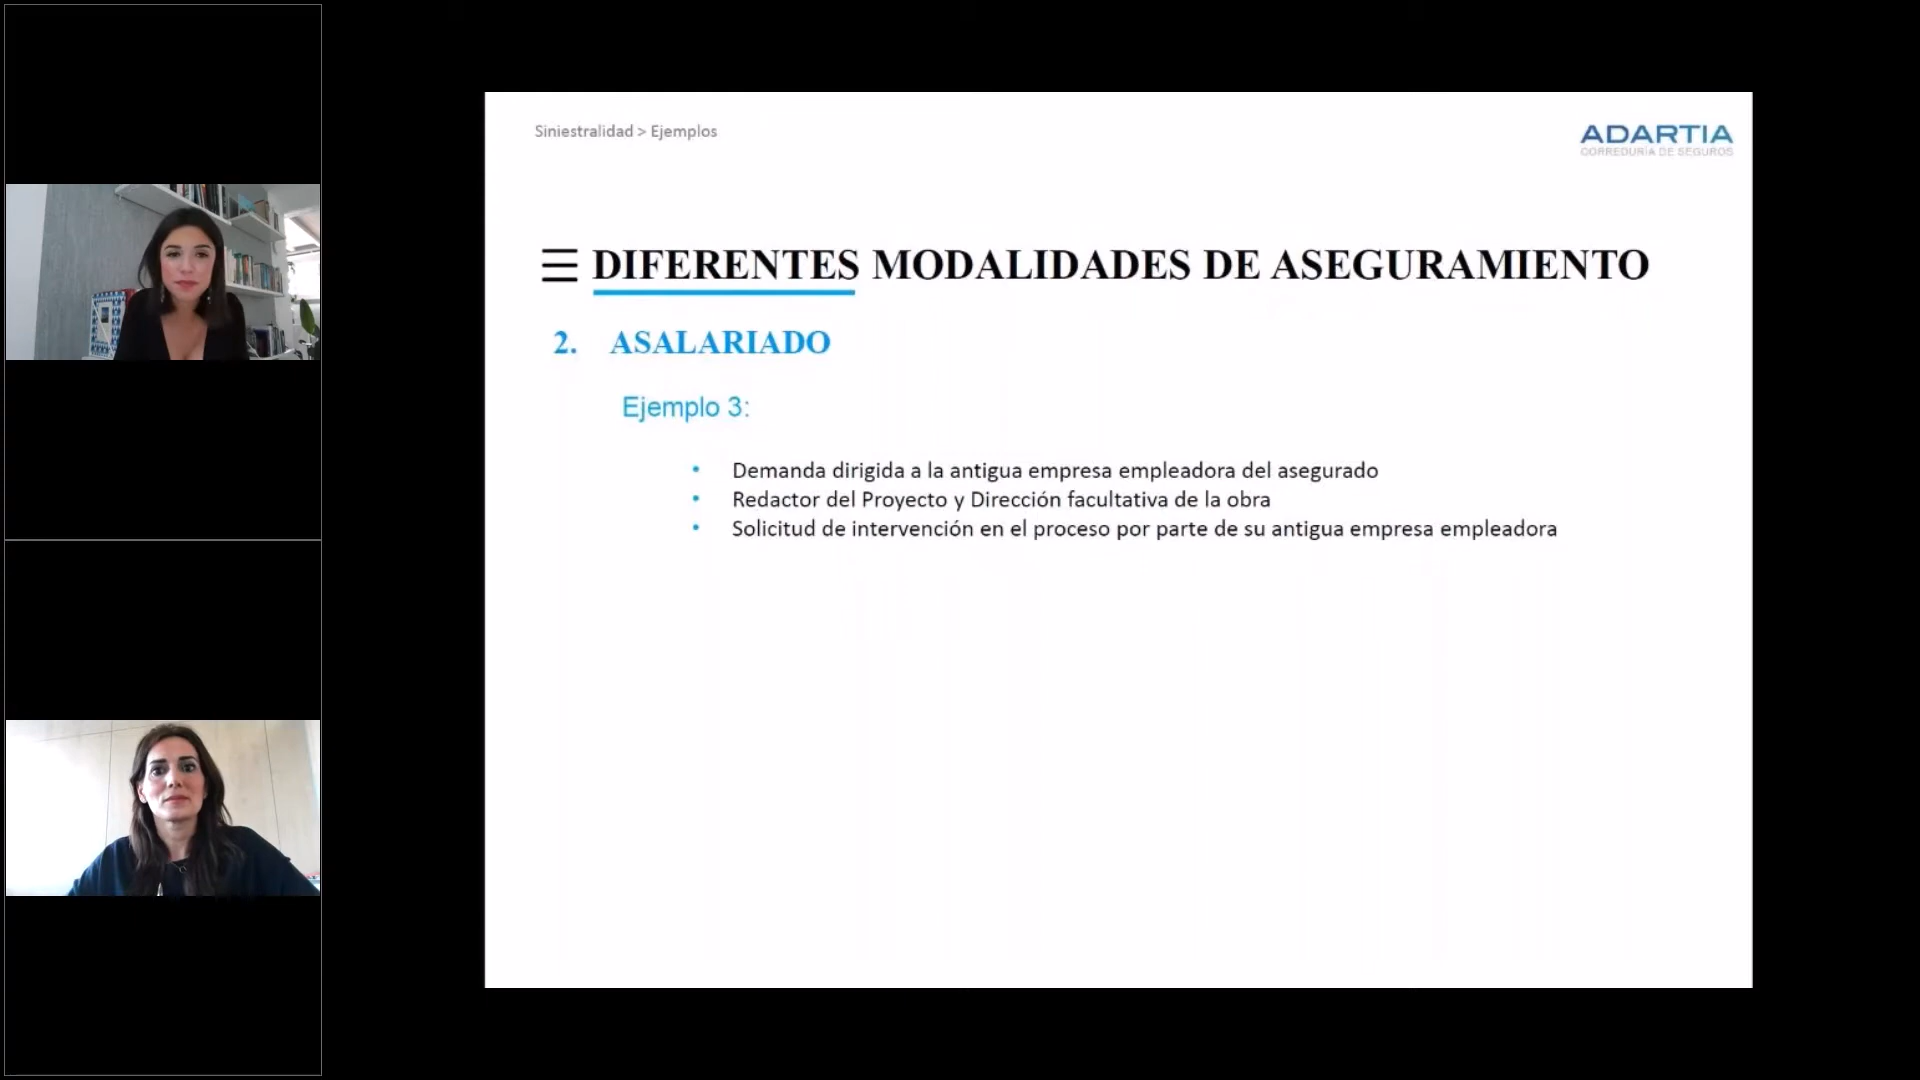 Siniestralidad > Ejemplos
ADARTIA
CORREDURÍA DE SEGUROS
DIFERENTES MODALIDADES DE ASEGURAMIENTO
2. ASALARIADO
Ejemplo 3:
• Demanda dirigida a la antigua empresa empleadora del asegurado
• Redactor del Proyecto y Dirección facultativa de la obra
• Solicitud de intervención en el proceso por parte de su antigua empresa empleadora